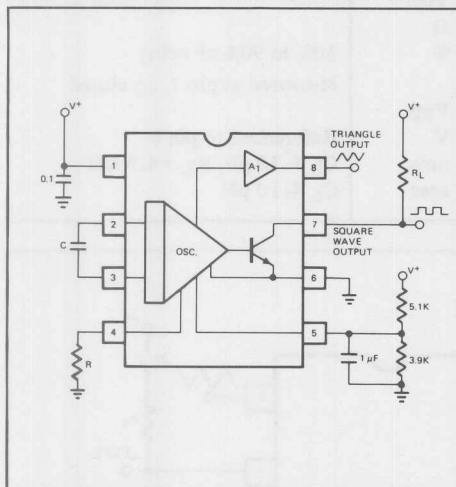 V+
V+
0.1
1
2
3
4
C
R
OSC.
A1
8
7
6
5
TRIANGLE
OUTPUT
SQUARE
WAVE
OUTPUT
RL
V+
5.1K
3.9K
1 μF